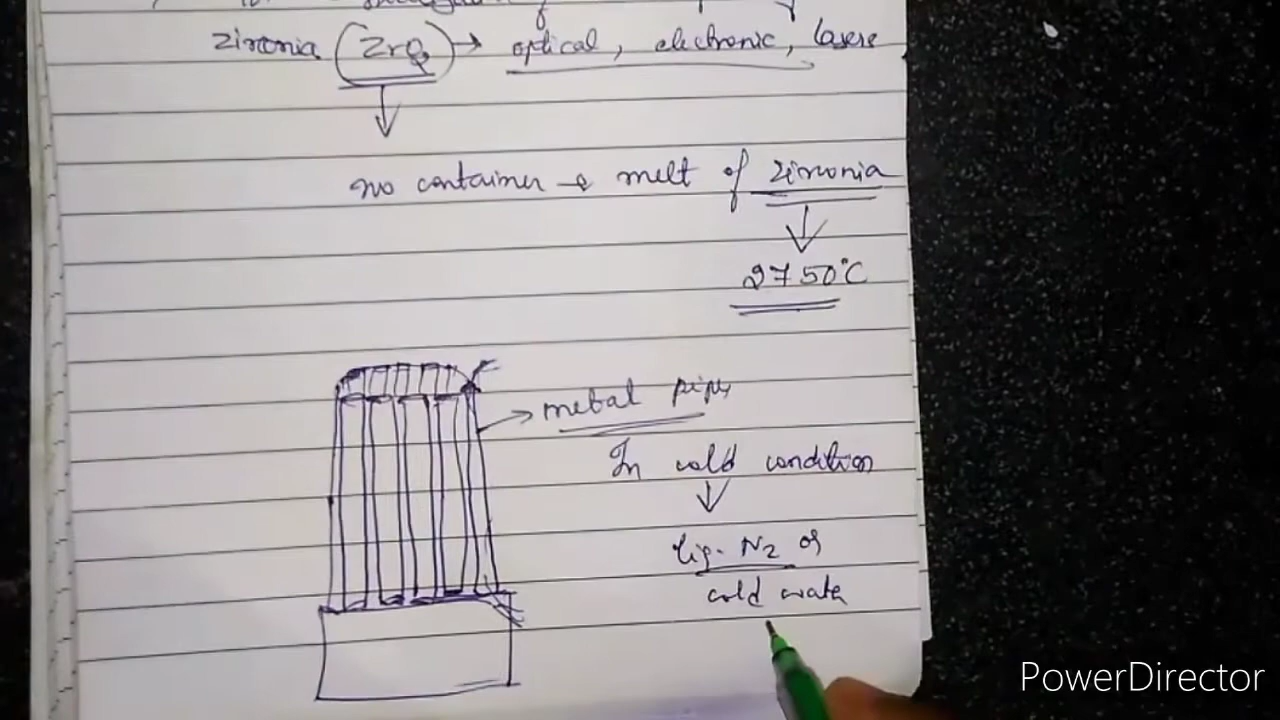 zirconia (ZrO2) → optical, electronic, lasers
no container → melt of zirconia
2750°C
→ metal pipes
In cold condition
liq. N2 or
cold water
PowerDirector